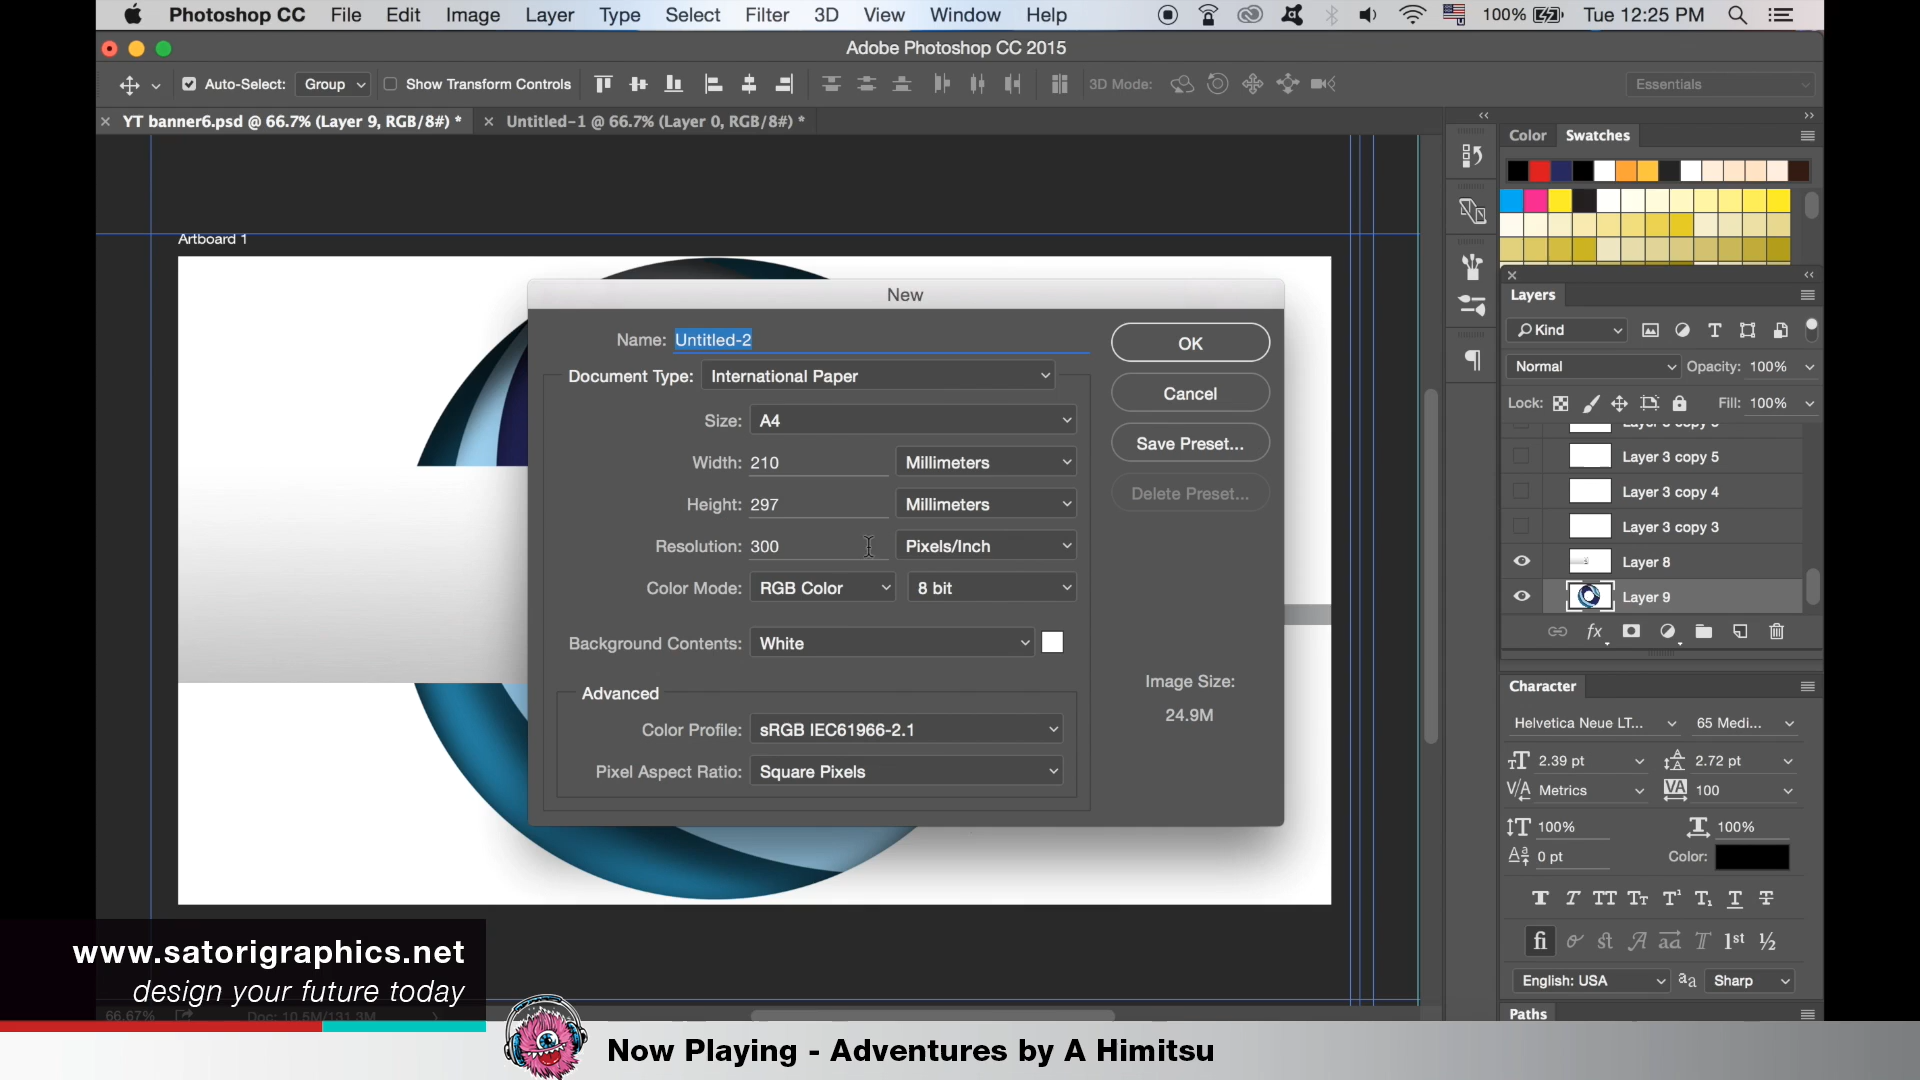 Photoshop CC File Edit Image Layer Type Select Filter 3D View Window Help 100% Tue 12:25 PM
Adobe Photoshop CC 2015
Auto-Select: Group Show Transform Controls 3D Mode: Essentials
YT banner6.psd @ 66.7% (Layer 9, RGB/8#) * Untitled-1 @ 66.7% (Layer 0, RGB/8#) *
Color Swatches
Artboard 1
New
Name: Untitled-2
OK
Document Type: International Paper
Cancel
Size: A4
Save Preset...
Width: 210 Millimeters
Delete Preset...
Height: 297 Millimeters
Resolution: 300 Pixels/Inch
Color Mode: RGB Color 8 bit
Background Contents: White
Image Size:
24.9M
Advanced
Color Profile: sRGB IEC61966-2.1
Pixel Aspect Ratio: Square Pixels
Layers
Kind
Normal Opacity: 100%
Lock: Fill: 100%
Layer 3 copy 5
Layer 3 copy 4
Layer 3 copy 3
Layer 8
Layer 9
fx
Character
Helvetica Neue LT... 65 Medi...
2.39 pt 2.72 pt
Metrics 100
100% 100%
0 pt Color:
English: USA Sharp
Paths
66.67% Doc: 10.5M/131.3M
www.satorigraphics.net
design your future today
Now Playing - Adventures by A Himitsu